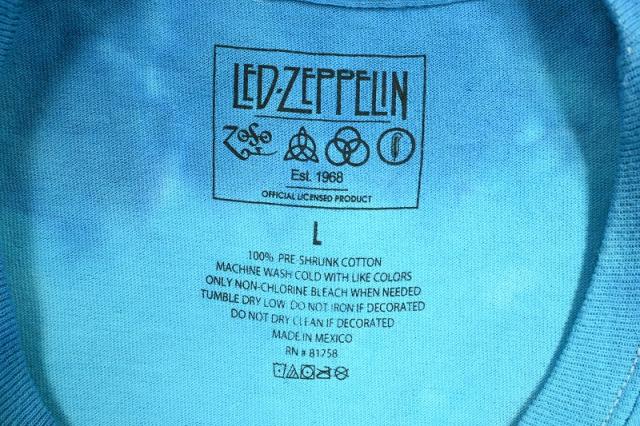 LED-ZEPPELIN
ZoSo
Est. 1968
OFFICIAL LICENSED PRODUCT
L
100% PRE-SHRUNK COTTON
MACHINE WASH COLD WITH LIKE COLORS
ONLY NON-CHLORINE BLEACH WHEN NEEDED
TUMBLE DRY LOW. DO NOT IRON IF DECORATED
DO NOT DRY CLEAN IF DECORATED
MADE IN MEXICO
RN # 81758